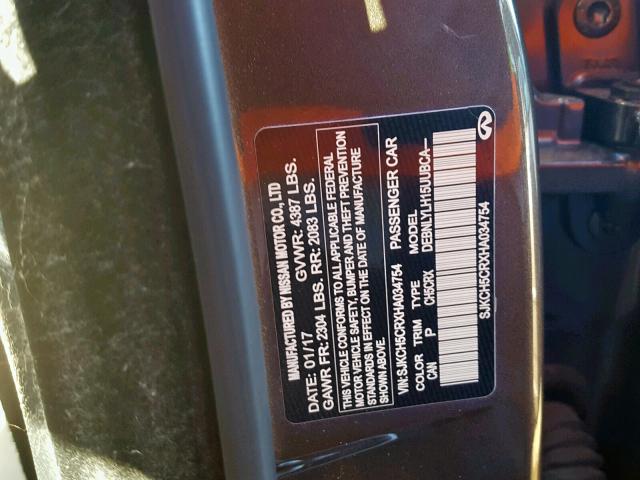 MANUFACTURED BY NISSAN MOTOR CO., LTD
DATE: 01/17 GVWR: 4387 LBS.
GAWR FR: 2304 LBS. RR: 2083 LBS.
THIS VEHICLE CONFORMS TO ALL APPLICABLE FEDERAL
MOTOR VEHICLE SAFETY, BUMPER AND THEFT PREVENTION
STANDARDS IN EFFECT ON THE DATE OF MANUFACTURE
SHOWN ABOVE.
VIN:SJKCH5CRXHA034754 PASSENGER CAR
COLOR TRIM TYPE MODEL
CAN P CH5CRX DEBNLYLH15UUBCA—
SJKCH5CRXHA034754